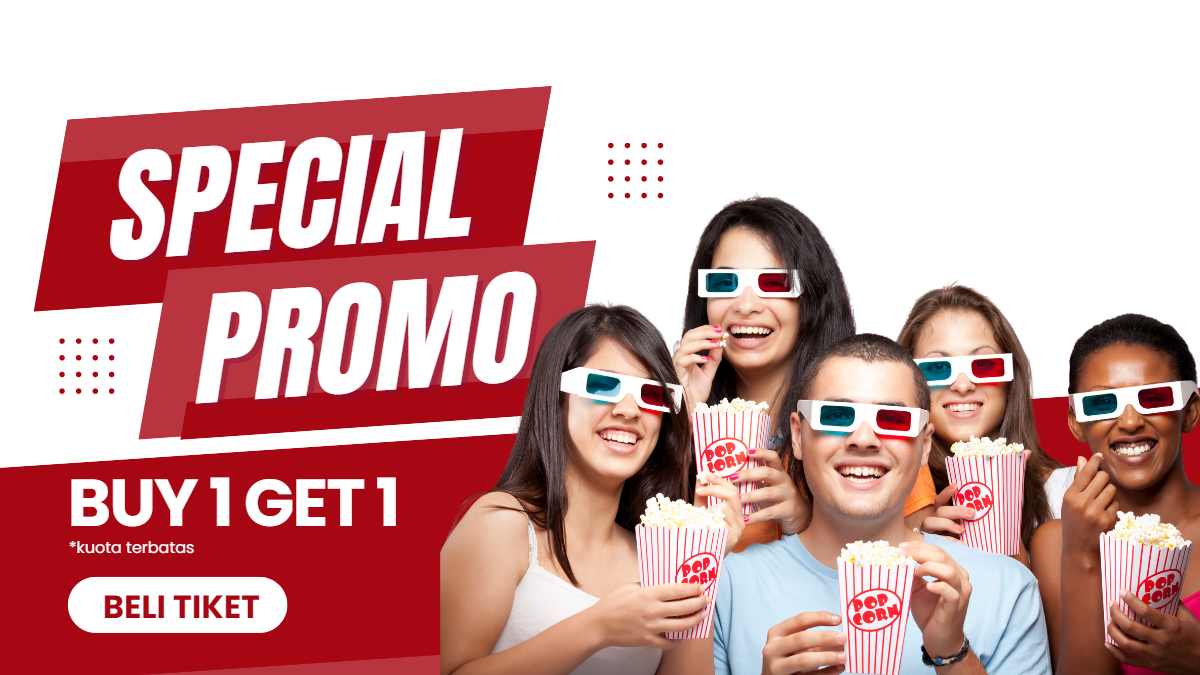 SPECIAL
PROMO
BUY 1 GET 1
*kuota terbatas
BELI TIKET
POP
CORN
POP
CORN
POP
CORN
POP
CORN
POP
CORN